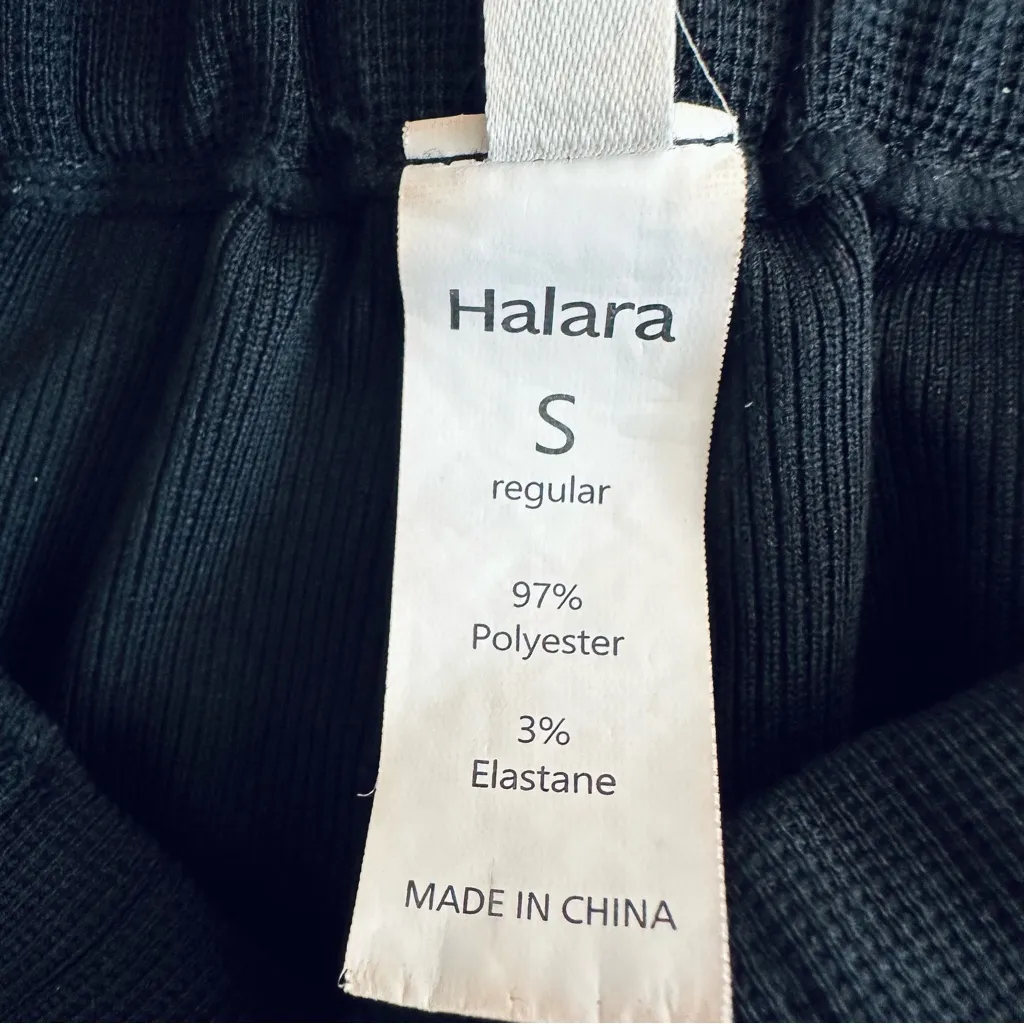 Halara
S
regular
97%
Polyester
3%
Elastane
MADE IN CHINA